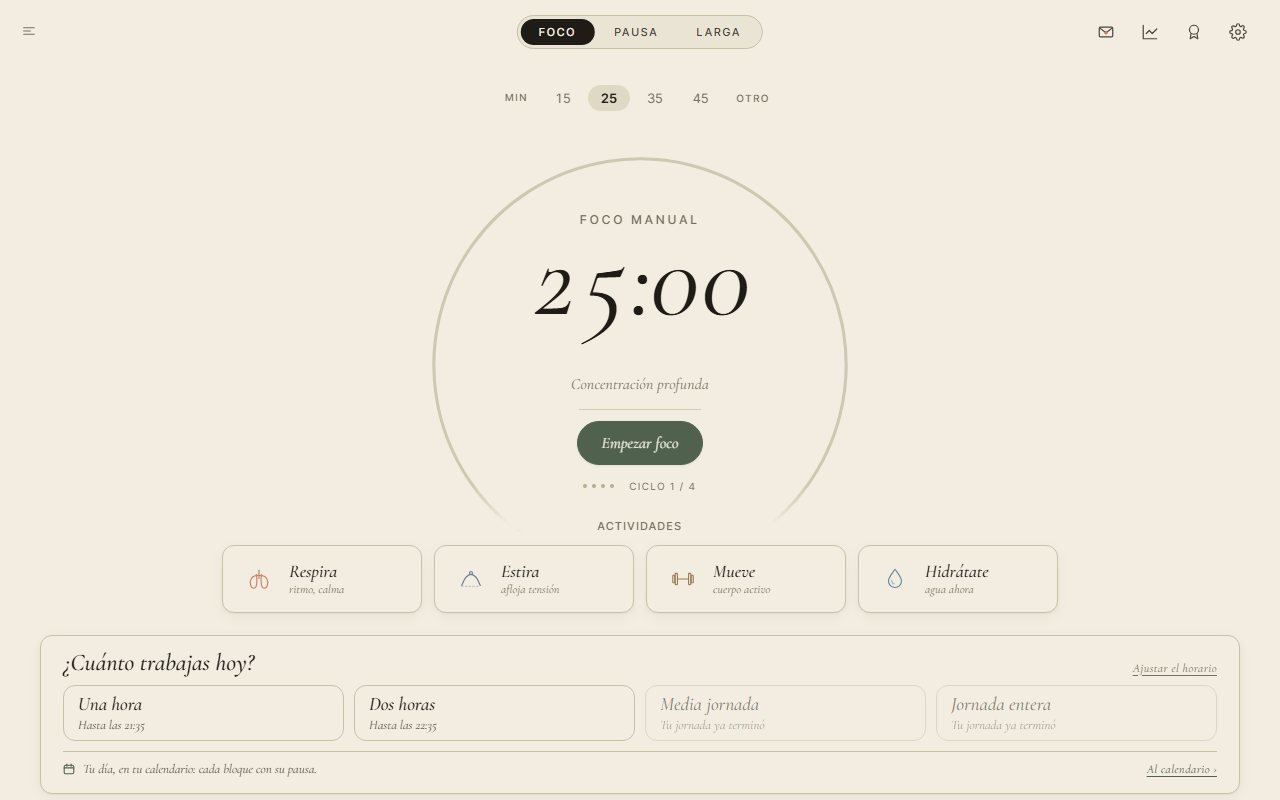 FOCO PAUSA LARGA
MIN 15 25 35 45 OTRO
FOCO MANUAL
25:00
Concentración profunda
Empezar foco
CICLO 1 / 4
ACTIVIDADES
Respira
ritmo, calma
Estira
afloja tensión
Mueve
cuerpo activo
Hidrátate
agua ahora
¿Cuánto trabajas hoy?
Ajustar el horario
Una hora
Hasta las 21:35
Dos horas
Hasta las 22:35
Media jornada
Tu jornada ya terminó
Jornada entera
Tu jornada ya terminó
Tu día, en tu calendario: cada bloque con su pausa.
Al calendario ›